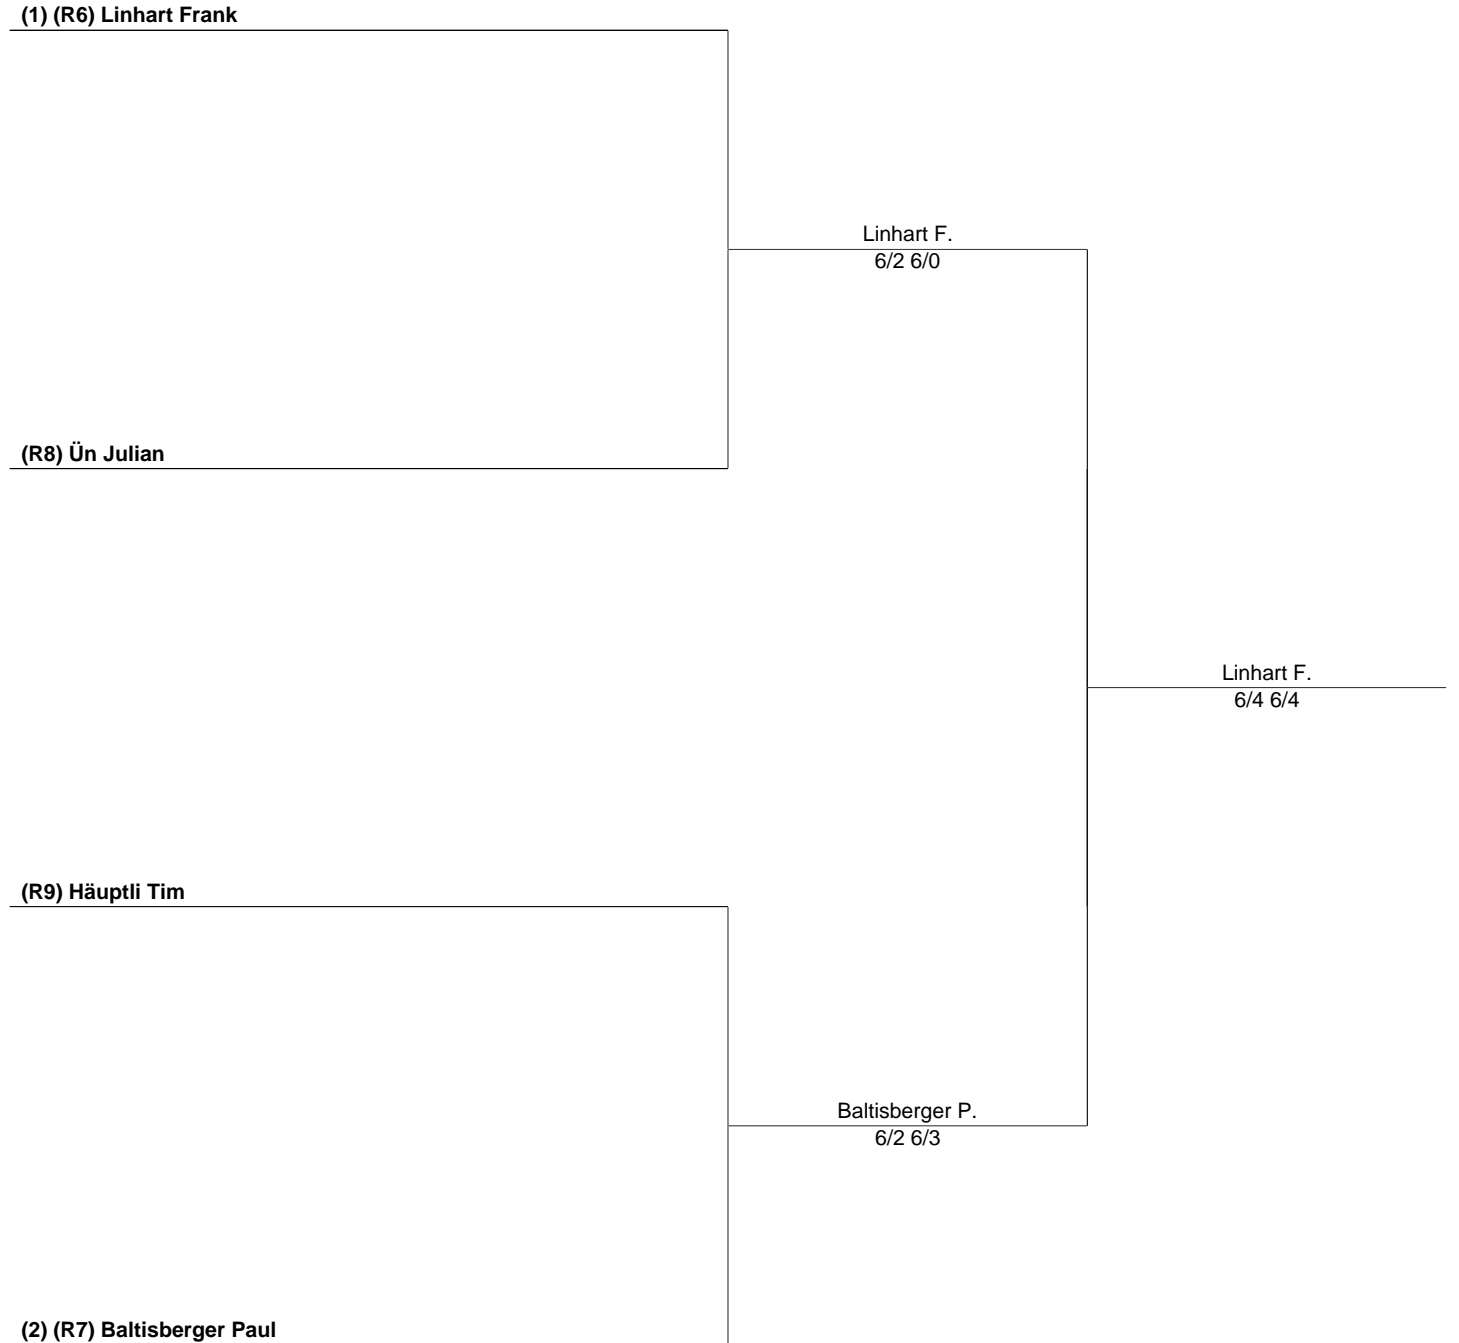 (1) (R6) Linhart Frank
Linhart F.
6/2 6/0
(R8) Ün Julian
Linhart F.
6/4 6/4
(R9) Häuptli Tim
Baltisberger P.
6/2 6/3
(2) (R7) Baltisberger Paul